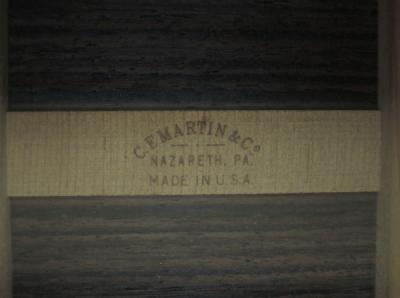 C.F. MARTIN & Co
NAZARETH, PA.
MADE IN U.S.A.